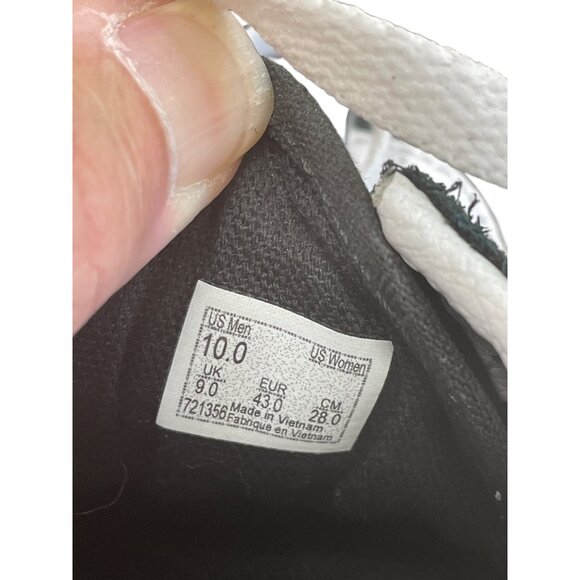 US Men US Women
10.0
UK EUR CM
9.0 43.0 28.0
721356 Made in Vietnam
Fabrique en Vietnam